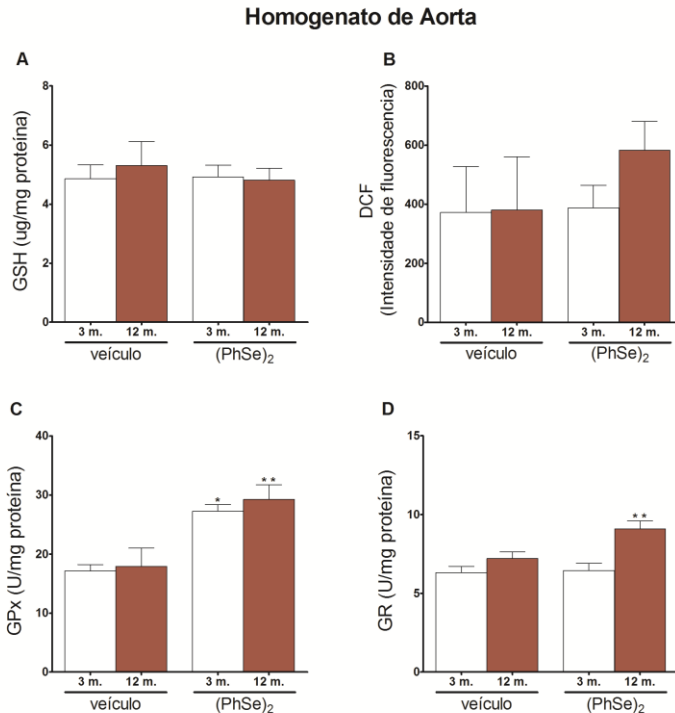 Homogenato de Aorta
A
GSH (ug/mg proteína)
8
6
4
2
0
3 m. 12 m. 3 m. 12 m.
veículo (PhSe)2
B
DCF
(Intensidade de fluorescencia)
800
600
400
200
0
3 m. 12 m. 3 m. 12 m.
veículo (PhSe)2
C
GPx (U/mg proteína)
40
30
20
10
0
*
**
3 m. 12 m. 3 m. 12 m.
veículo (PhSe)2
D
GR (U/mg proteína)
15
10
5
0
**
3 m. 12 m. 3 m. 12 m.
veículo (PhSe)2